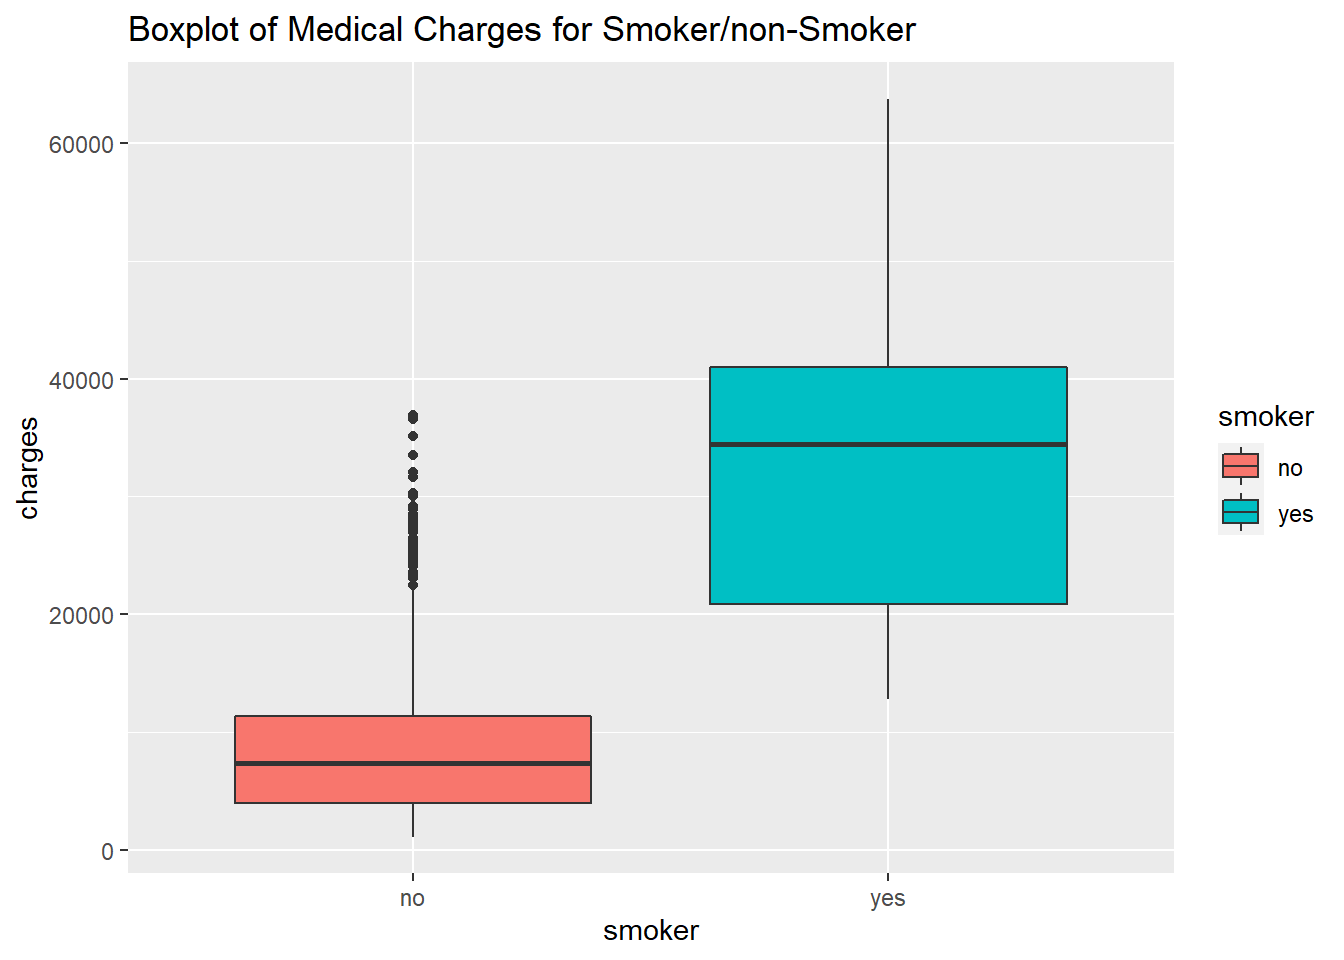 Boxplot of Medical Charges for Smoker/non-Smoker
charges
60000
40000
20000
0
no
yes
smoker
smoker
no
yes